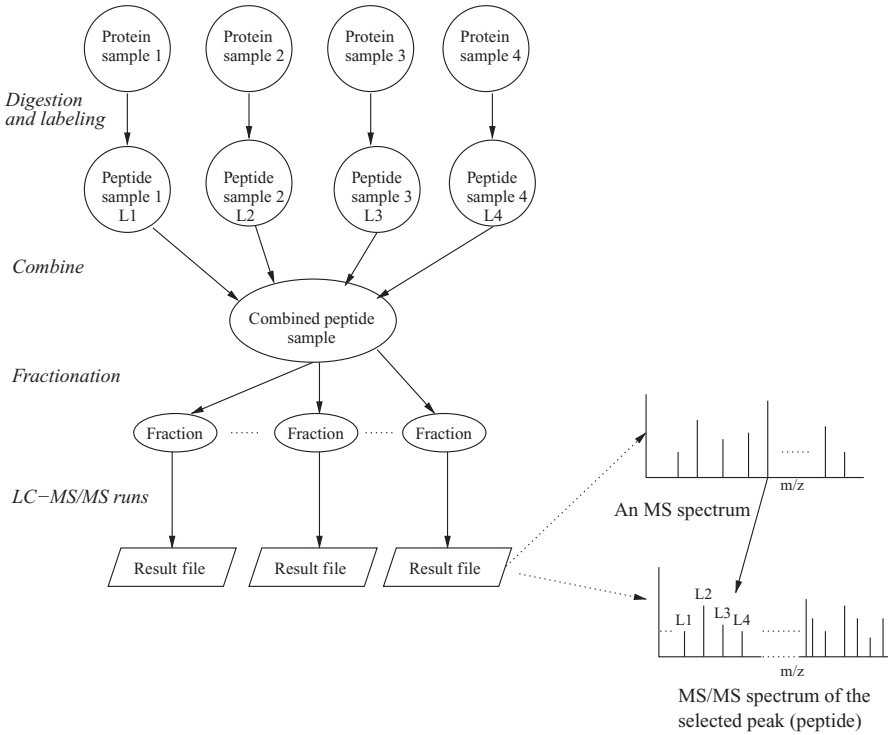 Protein
sample 1
Protein
sample 2
Protein
sample 3
Protein
sample 4
Digestion
and labeling
Peptide
sample 1
L1
Peptide
sample 2
L2
Peptide
sample 3
L3
Peptide
sample 4
L4
Combine
Combined peptide
sample
Fractionation
Fraction
Fraction
Fraction
LC−MS/MS runs
Result file
Result file
Result file
m/z
An MS spectrum
L1
L2
L3
L4
m/z
MS/MS spectrum of the
selected peak (peptide)